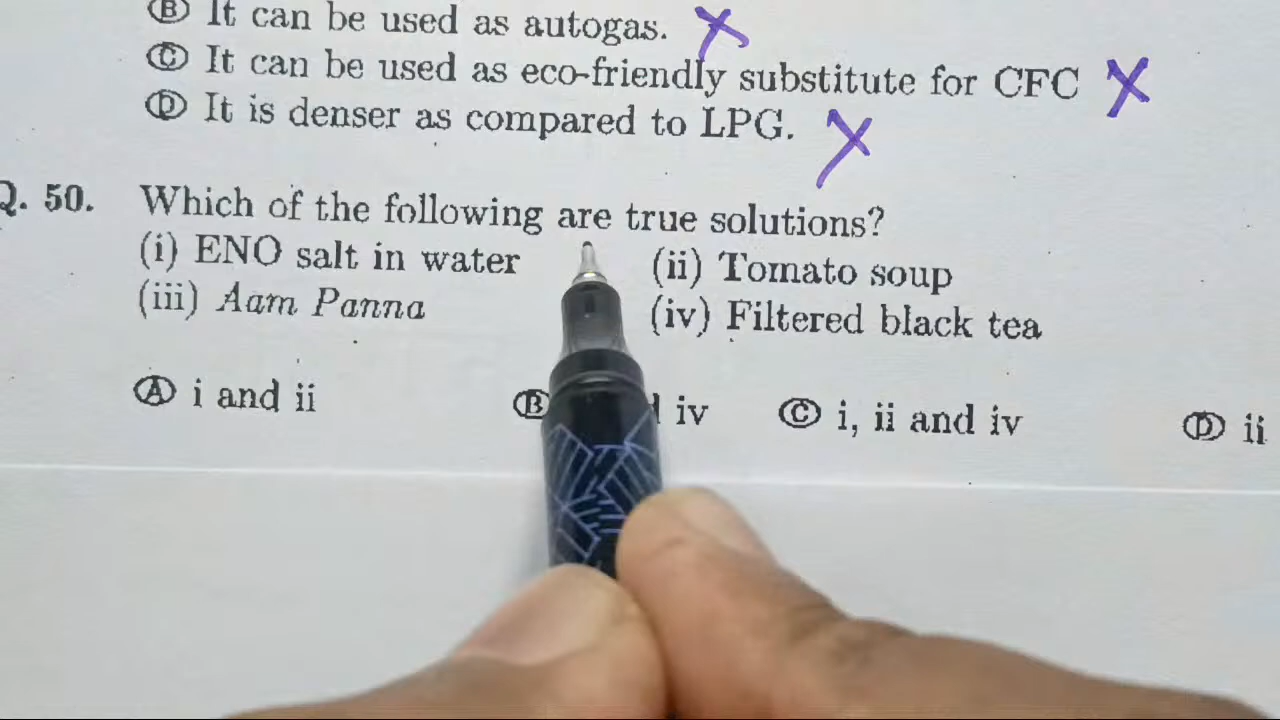 Ⓑ It can be used as autogas.
Ⓒ It can be used as eco-friendly substitute for CFC
Ⓓ It is denser as compared to LPG.
Q. 50. Which of the following are true solutions?
(i) ENO salt in water (ii) Tomato soup
(iii) Aam Panna (iv) Filtered black tea
Ⓐ i and ii Ⓑ iv Ⓒ i, ii and iv Ⓓ ii